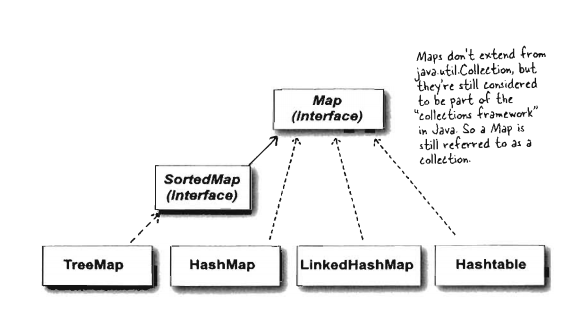 Maps don't extend from
java.util.Collection, but
they're still considered
to be part of the
"collections framework"
in Java. So a Map is
still referred to as a
collection.
Map
(interface)
SortedMap
(interface)
TreeMap
HashMap
LinkedHashMap
Hashtable